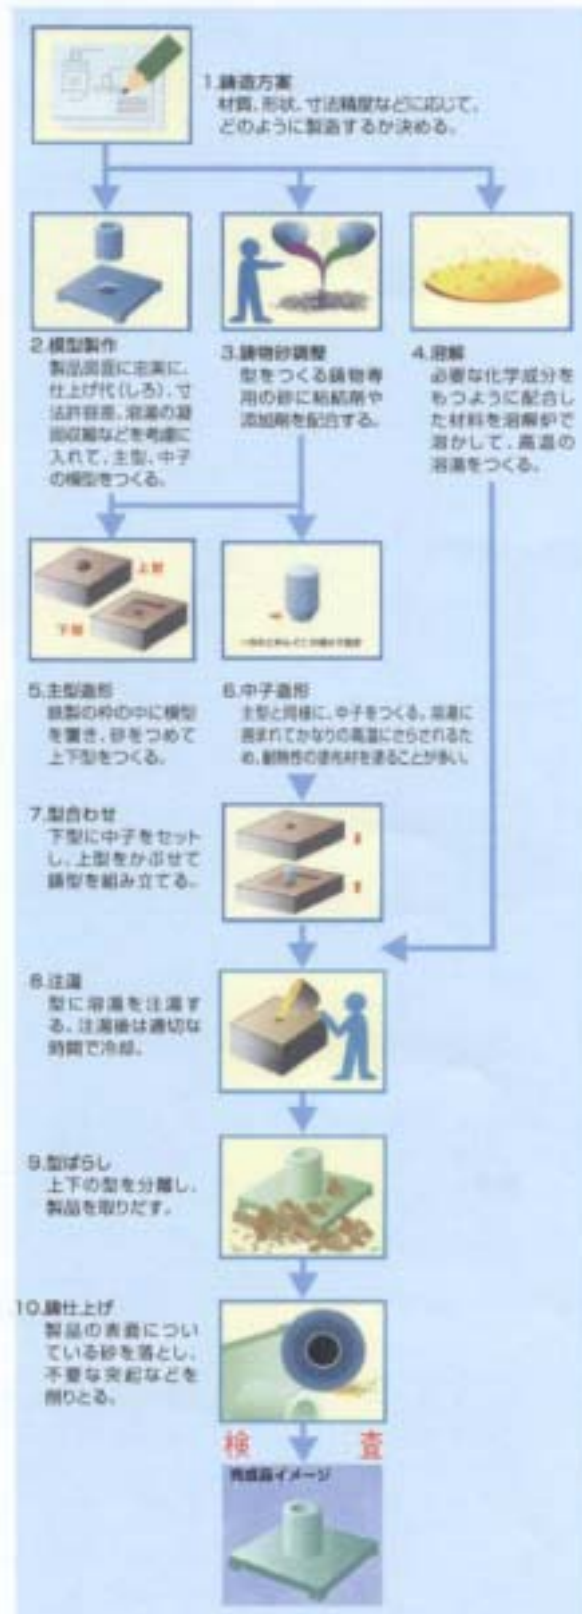 1.鋳造方案
材質、形状、寸法精度などに応じて、
どのように製造するか決める。
2.模型製作
製品図面に忠実に、
仕上げ代(しろ)、寸
法許容差、溶湯の凝
固収縮などを考慮に
入れて、主型、中子
の模型をつくる。
3.鋳物砂調整
型をつくる鋳物専
用の砂に粘結剤や
添加剤を配合する。
4.溶解
必要な化学成分を
もつように配合し
た材料を溶解炉で
溶かして、高温の
溶湯をつくる。
上型
下型
5.主型造形
鉄製の枠の中に模型
を置き、砂をつめて
上下型をつくる。
6.中子造形
主型と同様に、中子をつくる。溶湯に
囲まれてかなりの高温にさらされるた
め、耐熱性の塗布材を塗ることが多い。
7.型合わせ
下型に中子をセット
し、上型をかぶせて
鋳型を組み立てる。
8.注湯
型に溶湯を注湯す
る。注湯後は適切な
時間で冷却。
9.型ばらし
上下の型を分離し、
製品を取りだす。
10.鋳仕上げ
製品の表面につい
ている砂を落とし、
不要な突起などを
削りとる。
検 査
完成品イメージ